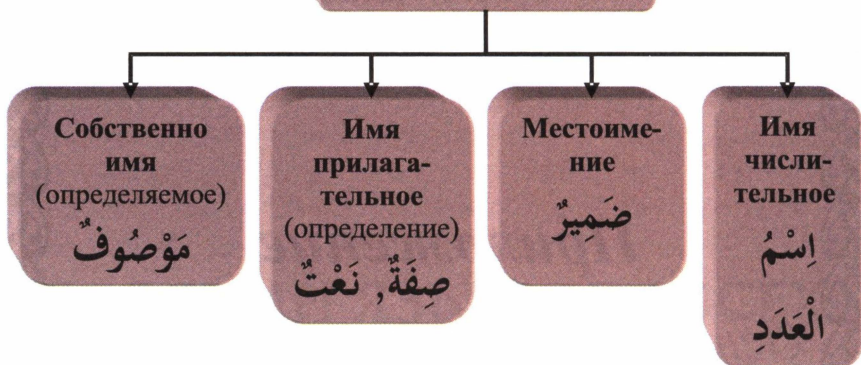 Собственно
имя
(определяемое)
مَوْصُوفٌ
Имя
прилага-
тельное
(определение)
صِفَةٌ, نَعْتٌ
Местоиме-
ние
ضَمِيرٌ
Имя
числи-
тельное
اِسْمُ
الْعَدَدِ